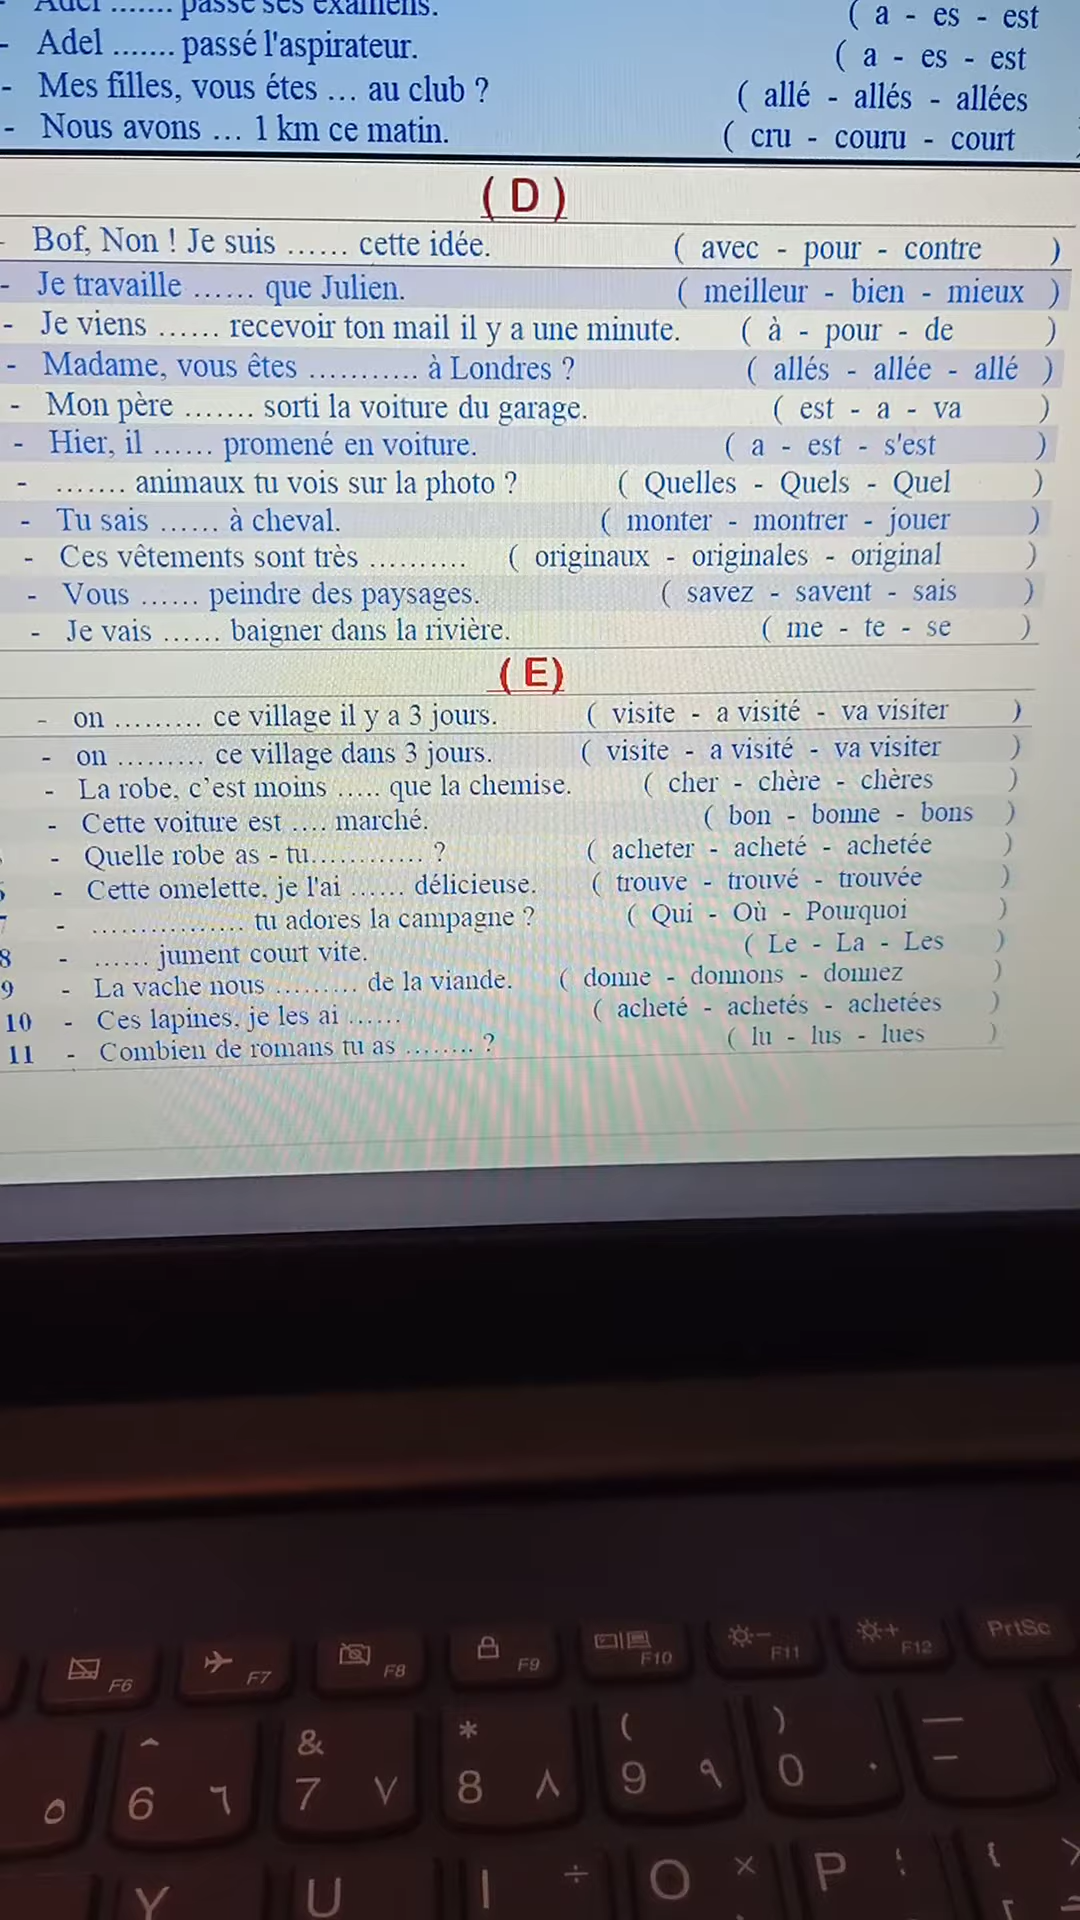 Adel ....... passé ses examens. ( a - es - est
- Adel ....... passé l'aspirateur. ( a - es - est
- Mes filles, vous étes ... au club ? ( allé - allés - allées
- Nous avons ... 1 km ce matin. ( cru - couru - court
( D )
- Bof, Non ! Je suis ...... cette idée. ( avec - pour - contre )
- Je travaille ...... que Julien. ( meilleur - bien - mieux )
- Je viens ...... recevoir ton mail il y a une minute. ( à - pour - de )
- Madame, vous êtes ........... à Londres ? ( allés - allée - allé )
- Mon père ....... sorti la voiture du garage. ( est - a - va )
- Hier, il ...... promené en voiture. ( a - est - s'est )
- ....... animaux tu vois sur la photo ? ( Quelles - Quels - Quel )
- Tu sais ...... à cheval. ( monter - montrer - jouer )
- Ces vêtements sont très .......... ( originaux - originales - original )
- Vous ...... peindre des paysages. ( savez - savent - sais )
- Je vais ...... baigner dans la rivière. ( me - te - se )
( E)
- on ......... ce village il y a 3 jours. ( visite - a visité - va visiter )
- on ......... ce village dans 3 jours. ( visite - a visité - va visiter )
- La robe, c'est moins ..... que la chemise. ( cher - chère - chères )
- Cette voiture est .... marché. ( bon - bonne - bons )
- Quelle robe as - tu............ ? ( acheter - acheté - achetée )
- Cette omelette, je l'ai ...... délicieuse. ( trouve - trouvé - trouvée )
7 - ................ tu adores la campagne ? ( Qui - Où - Pourquoi )
8 - ...... jument court vite. ( Le - La - Les )
9 - La vache nous ......... de la viande. ( donne - donnons - donnez )
10 - Ces lapines, je les ai ...... ( acheté - achetés - achetées )
11 - Combien de romans tu as ........ ? ( lu - lus - lues )
F6 F7 F8 F9 F10 F11 F12 PrtSc
^ & * ( ) —
٥ 6 ٦ 7 ٧ 8 ٨ 9 ٩ 0 . -
Y U I ÷ O × P ؛ {